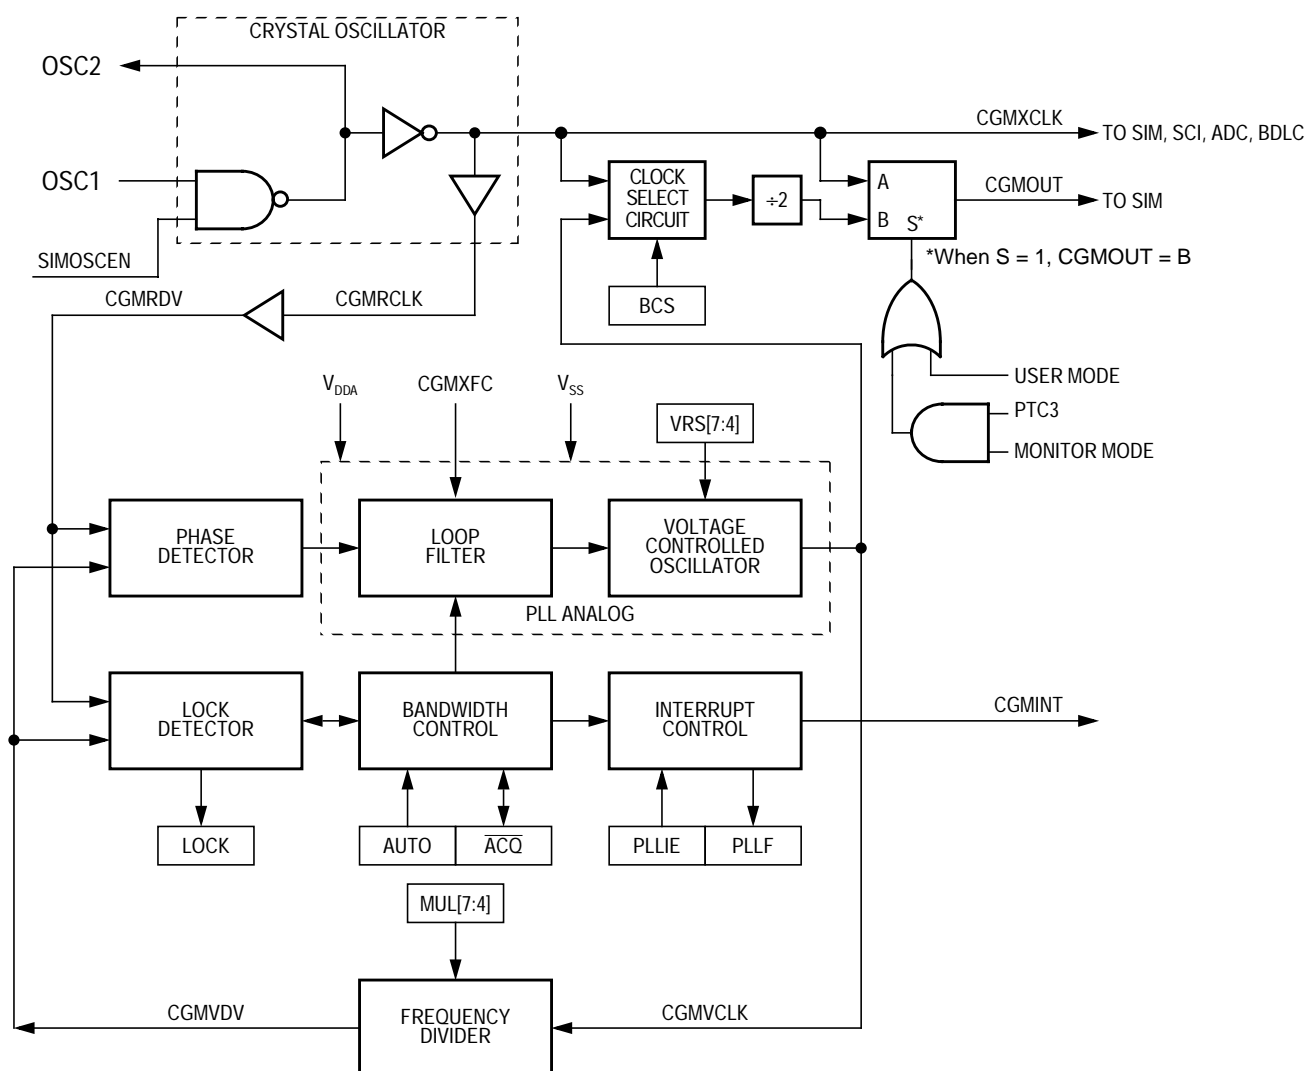 CRYSTAL OSCILLATOR
OSC2
CGMXCLK
TO SIM, SCI, ADC, BDLC
OSC1
CLOCK
SELECT
CIRCUIT
÷2
A
B
S*
CGMOUT
TO SIM
*When S = 1, CGMOUT = B
SIMOSCEN
CGMRDV
CGMRCLK
BCS
USER MODE
PTC3
MONITOR MODE
VDDA
CGMXFC
VSS
VRS[7:4]
PHASE
DETECTOR
LOOP
FILTER
VOLTAGE
CONTROLLED
OSCILLATOR
PLL ANALOG
LOCK
DETECTOR
BANDWIDTH
CONTROL
INTERRUPT
CONTROL
CGMINT
LOCK
AUTO
A̅C̅Q̅
PLLIE
PLLF
MUL[7:4]
CGMVDV
FREQUENCY
DIVIDER
CGMVCLK